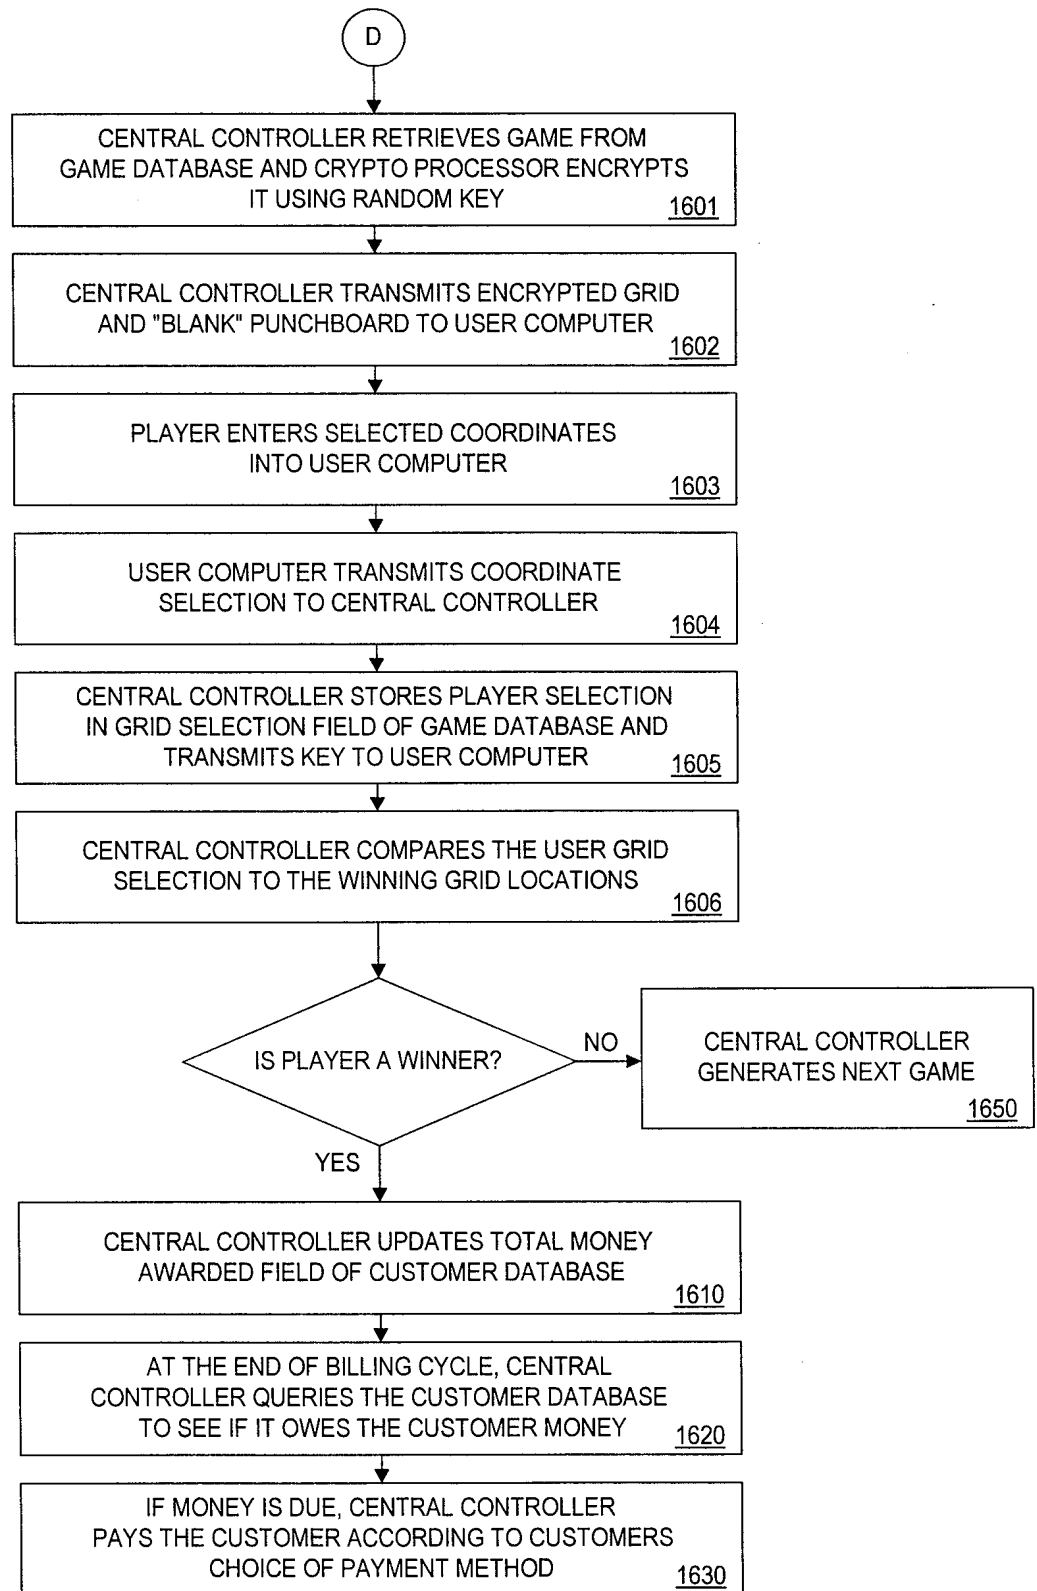 D
CENTRAL CONTROLLER RETRIEVES GAME FROM
GAME DATABASE AND CRYPTO PROCESSOR ENCRYPTS
IT USING RANDOM KEY
1601
CENTRAL CONTROLLER TRANSMITS ENCRYPTED GRID
AND "BLANK" PUNCHBOARD TO USER COMPUTER
1602
PLAYER ENTERS SELECTED COORDINATES
INTO USER COMPUTER
1603
USER COMPUTER TRANSMITS COORDINATE
SELECTION TO CENTRAL CONTROLLER
1604
CENTRAL CONTROLLER STORES PLAYER SELECTION
IN GRID SELECTION FIELD OF GAME DATABASE AND
TRANSMITS KEY TO USER COMPUTER
1605
CENTRAL CONTROLLER COMPARES THE USER GRID
SELECTION TO THE WINNING GRID LOCATIONS
1606
IS PLAYER A WINNER?
NO
CENTRAL CONTROLLER
GENERATES NEXT GAME
1650
YES
CENTRAL CONTROLLER UPDATES TOTAL MONEY
AWARDED FIELD OF CUSTOMER DATABASE
1610
AT THE END OF BILLING CYCLE, CENTRAL
CONTROLLER QUERIES THE CUSTOMER DATABASE
TO SEE IF IT OWES THE CUSTOMER MONEY
1620
IF MONEY IS DUE, CENTRAL CONTROLLER
PAYS THE CUSTOMER ACCORDING TO CUSTOMERS
CHOICE OF PAYMENT METHOD
1630